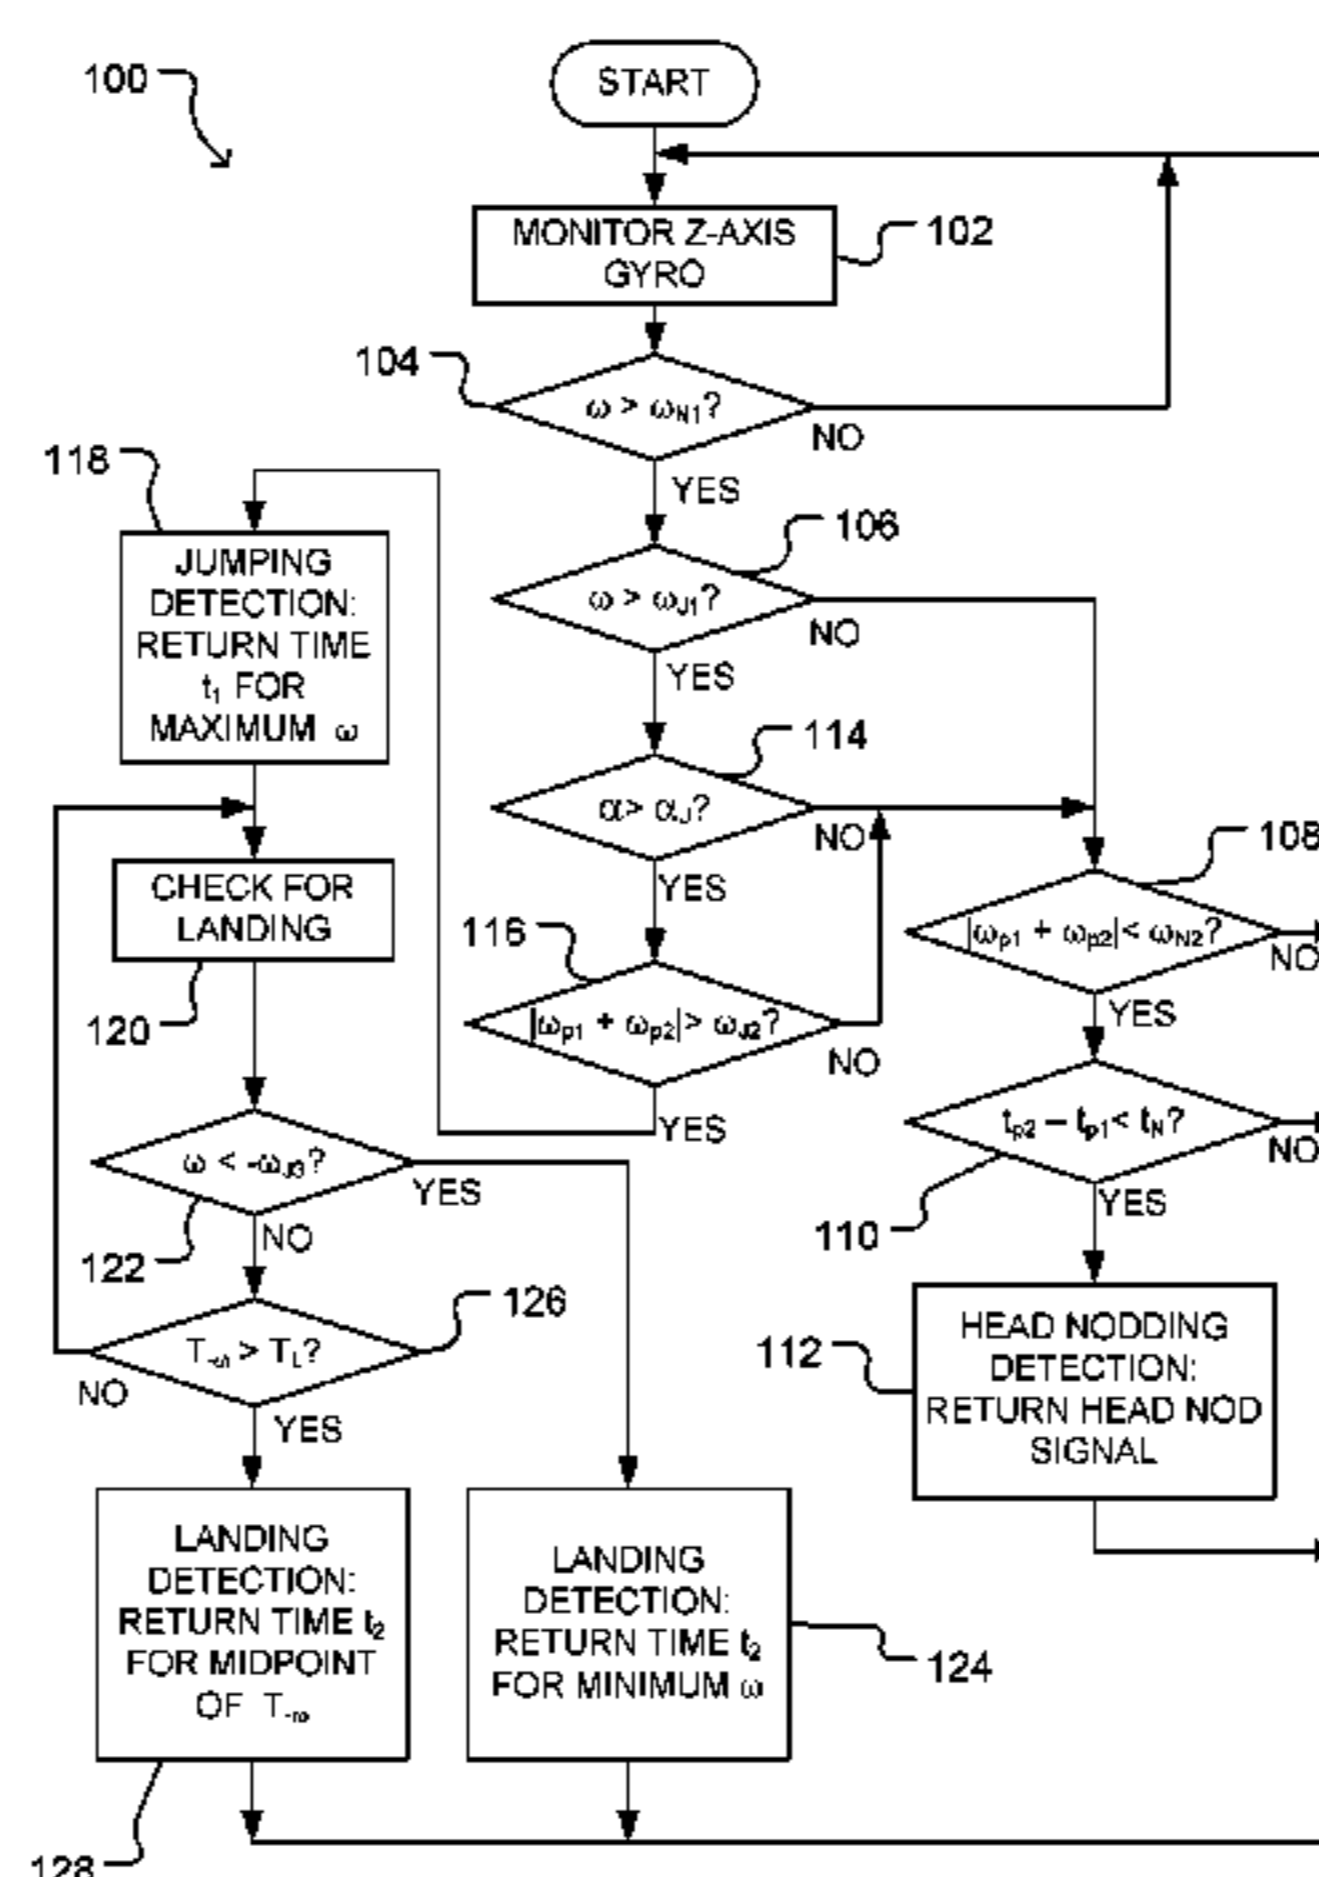 100
START
MONITOR Z-AXIS
GYRO
102
104
ω > ωN1?
NO
YES
118
106
JUMPING
DETECTION:
RETURN TIME
t1 FOR
MAXIMUM ω
ω > ωJ1?
NO
YES
114
α> αJ?
NO
YES
108
CHECK FOR
LANDING
120
116
|ωp1 + ωp2|> ωJ2?
NO
YES
|ωp1 + ωp2|< ωN2?
NO
YES
tp2 – tp1< tN?
NO
YES
110
ω < -ωJ3?
YES
NO
122
126
T-ω > TL?
NO
YES
112
HEAD NODDING
DETECTION:
RETURN HEAD NOD
SIGNAL
LANDING
DETECTION:
RETURN TIME t2
FOR MIDPOINT
OF T-ω
LANDING
DETECTION:
RETURN TIME t2
FOR MINIMUM ω
124
128